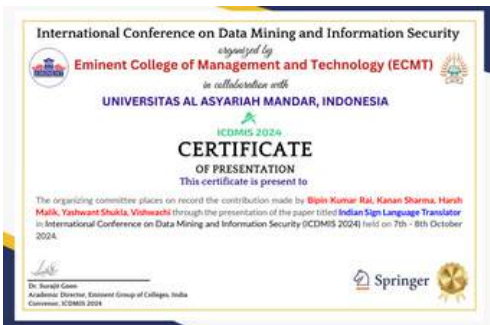 International Conference on Data Mining and Information Security
organized by
Eminent College of Management and Technology (ECMT)
in collaboration with
UNIVERSITAS AL ASYARIAH MANDAR, INDONESIA
ICDMIS 2024
CERTIFICATE
OF PRESENTATION
This certificate is present to
The organizing committee places on record the contribution made by Bipin Kumar Rai, Kanan Sharma, Harsh
Malik, Yashwant Shukla, Vishwachi through the presentation of the paper titled Indian Sign Language Translator
in International Conference on Data Mining and Information Security (ICDMIS 2024) held on 7th - 8th October
2024.
Dr. Surajit Goon
Academic Director, Eminent Group of Colleges, India
Convenor, ICDMIS 2024
Springer